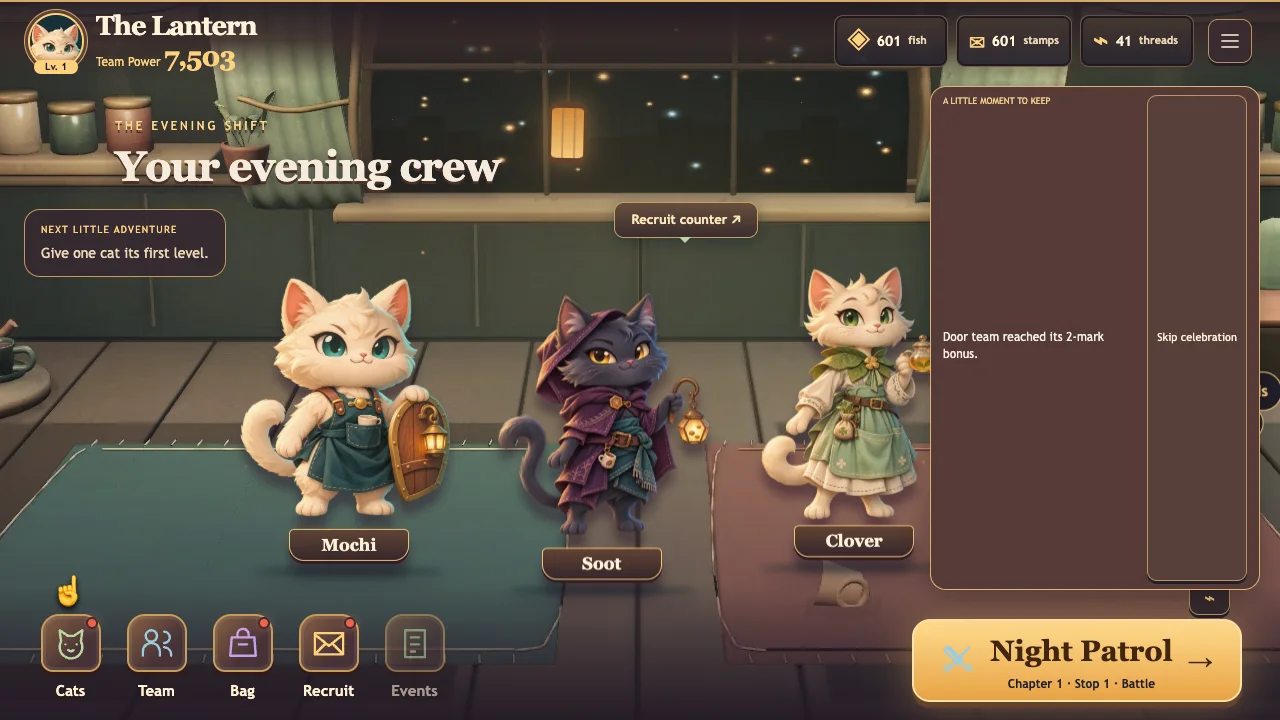 The Lantern
Team Power 7,503
Lv. 1
601 fish
601 stamps
41 threads
THE EVENING SHIFT
Your evening crew
NEXT LITTLE ADVENTURE
Give one cat its first level.
Recruit counter ↗
A LITTLE MOMENT TO KEEP
Door team reached its 2-mark
bonus.
Skip celebration
Mochi
Soot
Clover
Cats
Team
Bag
Recruit
Events
Night Patrol →
Chapter 1 · Stop 1 · Battle